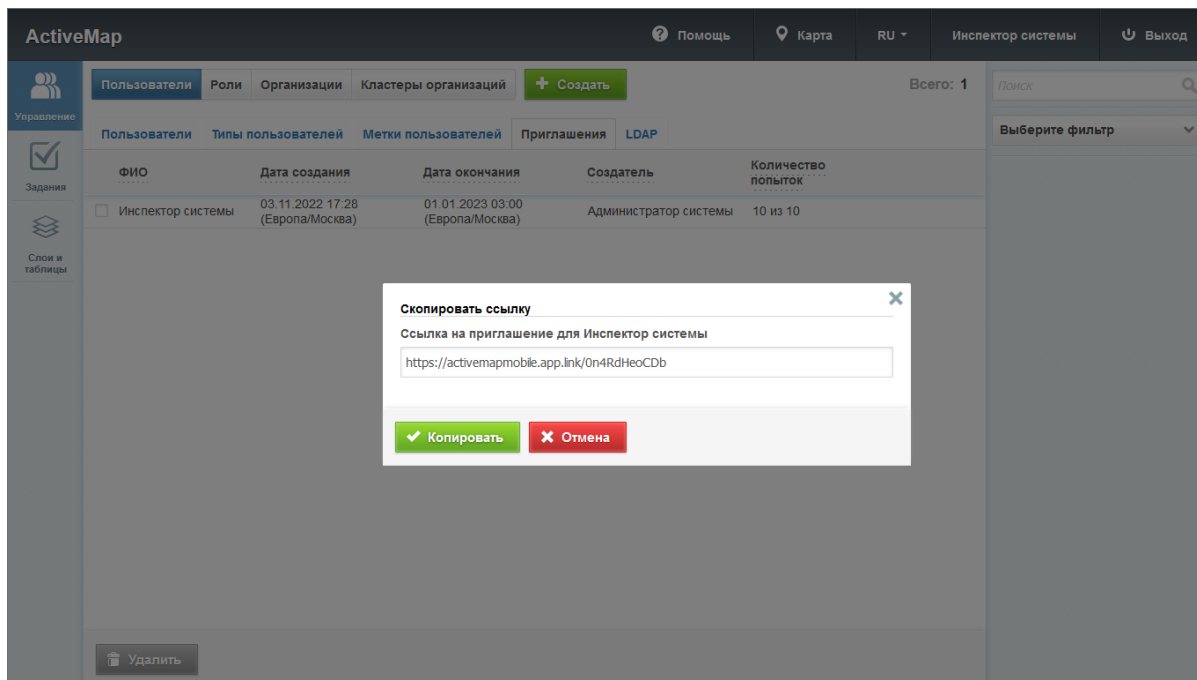 ActiveMap
Помощь
Карта
RU
Инспектор системы
Выход
Управление
Задания
Слои и
таблицы
Пользователи
Роли
Организации
Кластеры организаций
Создать
Всего: 1
Поиск
Выберите фильтр
Пользователи
Типы пользователей
Метки пользователей
Приглашения
LDAP
ФИО
Дата создания
Дата окончания
Создатель
Количество
попыток
Инспектор системы
03.11.2022 17:28
(Европа/Москва)
01.01.2023 03:00
(Европа/Москва)
Администратор системы
10 из 10
Скопировать ссылку
Ссылка на приглашение для Инспектор системы
https://activemapmobile.app.link/0n4RdHeoCDb
Копировать
Отмена
Удалить